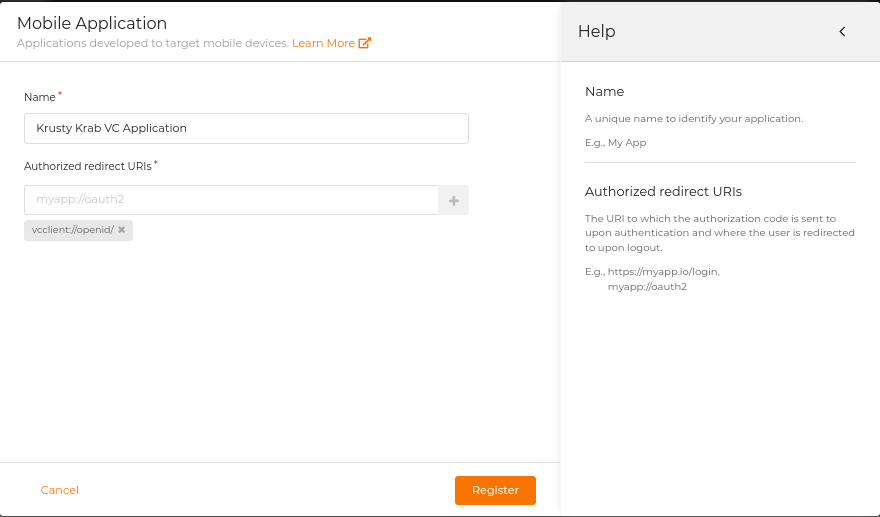 Mobile Application
Applications developed to target mobile devices. Learn More
Name *
Krusty Krab VC Application
Authorized redirect URIs *
myapp://oauth2
vcclient://openid/
Cancel
Register
Help
Name
A unique name to identify your application.
E.g., My App
Authorized redirect URIs
The URI to which the authorization code is sent to
upon authentication and where the user is redirected
to upon logout.
E.g., https://myapp.io/login,
myapp://oauth2